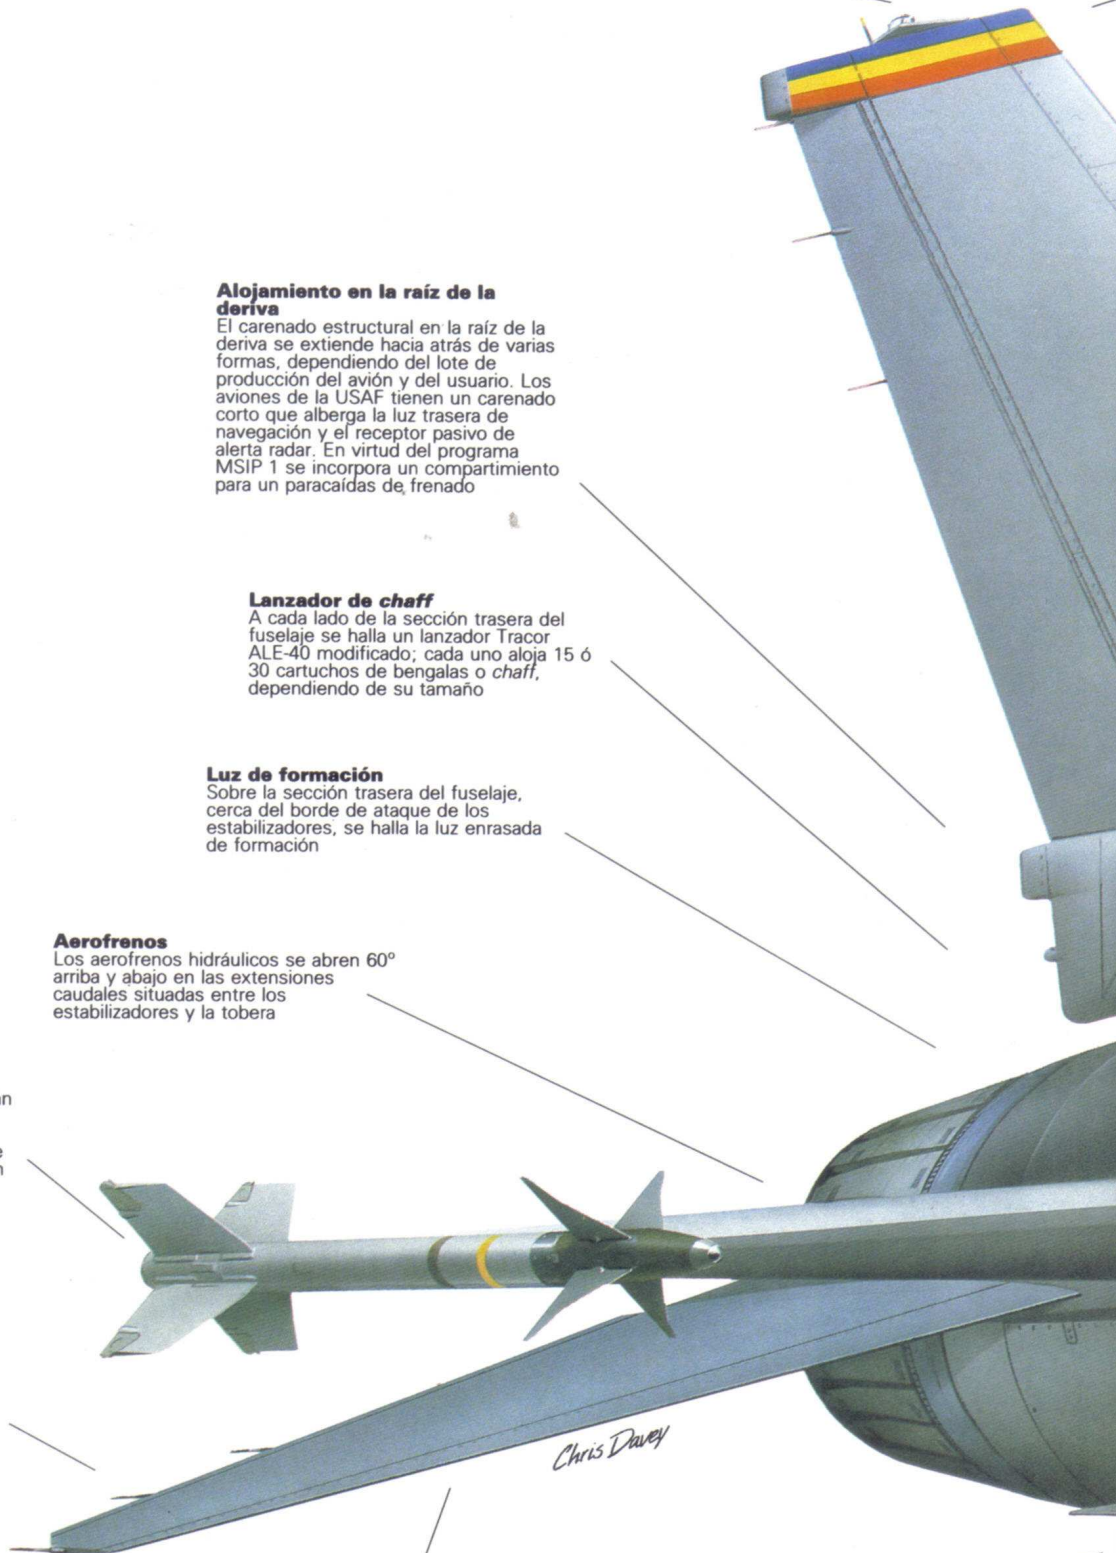 Alojamiento en la raíz de la
deriva
El carenado estructural en la raíz de la
deriva se extiende hacia atrás de varias
formas, dependiendo del lote de
producción del avión y del usuario. Los
aviones de la USAF tienen un carenado
corto que alberga la luz trasera de
navegación y el receptor pasivo de
alerta radar. En virtud del programa
MSIP 1 se incorpora un compartimiento
para un paracaídas de frenado
Lanzador de chaff
A cada lado de la sección trasera del
fuselaje se halla un lanzador Tracor
ALE-40 modificado; cada uno aloja 15 ó
30 cartuchos de bengalas o chaff,
dependiendo de su tamaño
Luz de formación
Sobre la sección trasera del fuselaje,
cerca del borde de ataque de los
estabilizadores, se halla la luz enrasada
de formación
Aerofrenos
Los aerofrenos hidráulicos se abren 60°
arriba y abajo en las extensiones
caudales situadas entre los
estabilizadores y la tobera
Chris Davey